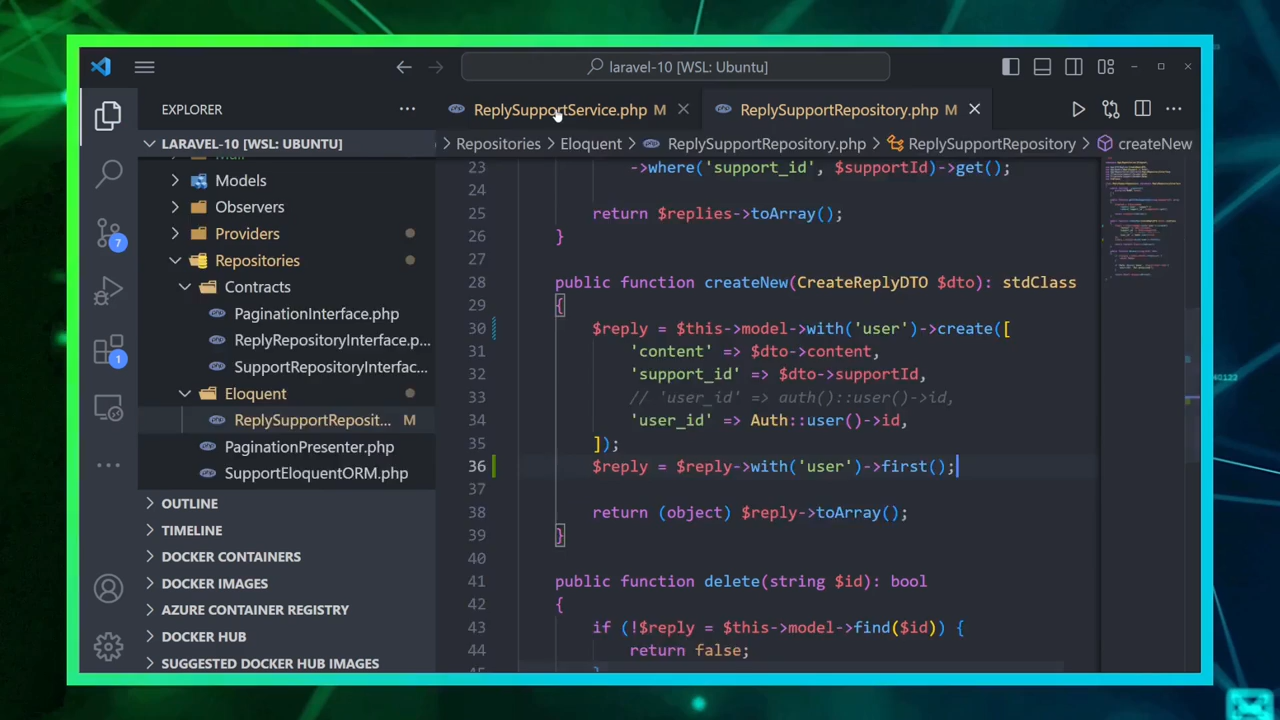 laravel-10 [WSL: Ubuntu]
EXPLORER
ReplySupportService.php M
ReplySupportRepository.php M
LARAVEL-10 [WSL: UBUNTU]
Repositories > Eloquent > ReplySupportRepository.php > ReplySupportRepository > createNew
Models
Observers
Providers
Repositories
Contracts
PaginationInterface.php
ReplyRepositoryInterface.p...
SupportRepositoryInterfac...
Eloquent
ReplySupportReposit... M
PaginationPresenter.php
SupportEloquentORM.php
OUTLINE
TIMELINE
DOCKER CONTAINERS
DOCKER IMAGES
AZURE CONTAINER REGISTRY
DOCKER HUB
SUGGESTED DOCKER HUB IMAGES
7
1
23 ->where('support_id', $supportId)->get();
24
25 return $replies->toArray();
26 }
27
28 public function createNew(CreateReplyDTO $dto): stdClass
29 {
30 $reply = $this->model->with('user')->create([
31 'content' => $dto->content,
32 'support_id' => $dto->supportId,
33 // 'user_id' => auth()::user()->id,
34 'user_id' => Auth::user()->id,
35 ]);
36 $reply = $reply->with('user')->first();
37
38 return (object) $reply->toArray();
39 }
40
41 public function delete(string $id): bool
42 {
43 if (!$reply = $this->model->find($id)) {
44 return false;
40122